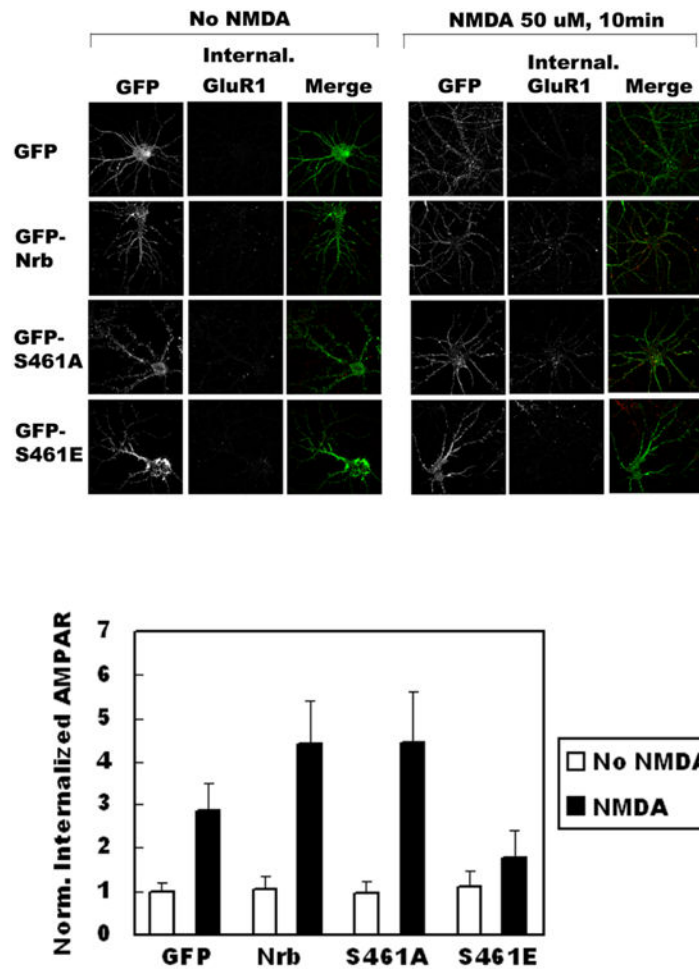 No NMDA
NMDA 50 uM, 10min
Internal.
GFP GluR1 Merge
Internal.
GFP GluR1 Merge
GFP
GFP-
Nrb
GFP-
S461A
GFP-
S461E
Norm. Internalized AMPAR
7
6
5
4
3
2
1
0
GFP Nrb S461A S461E
No NMDA
NMDA